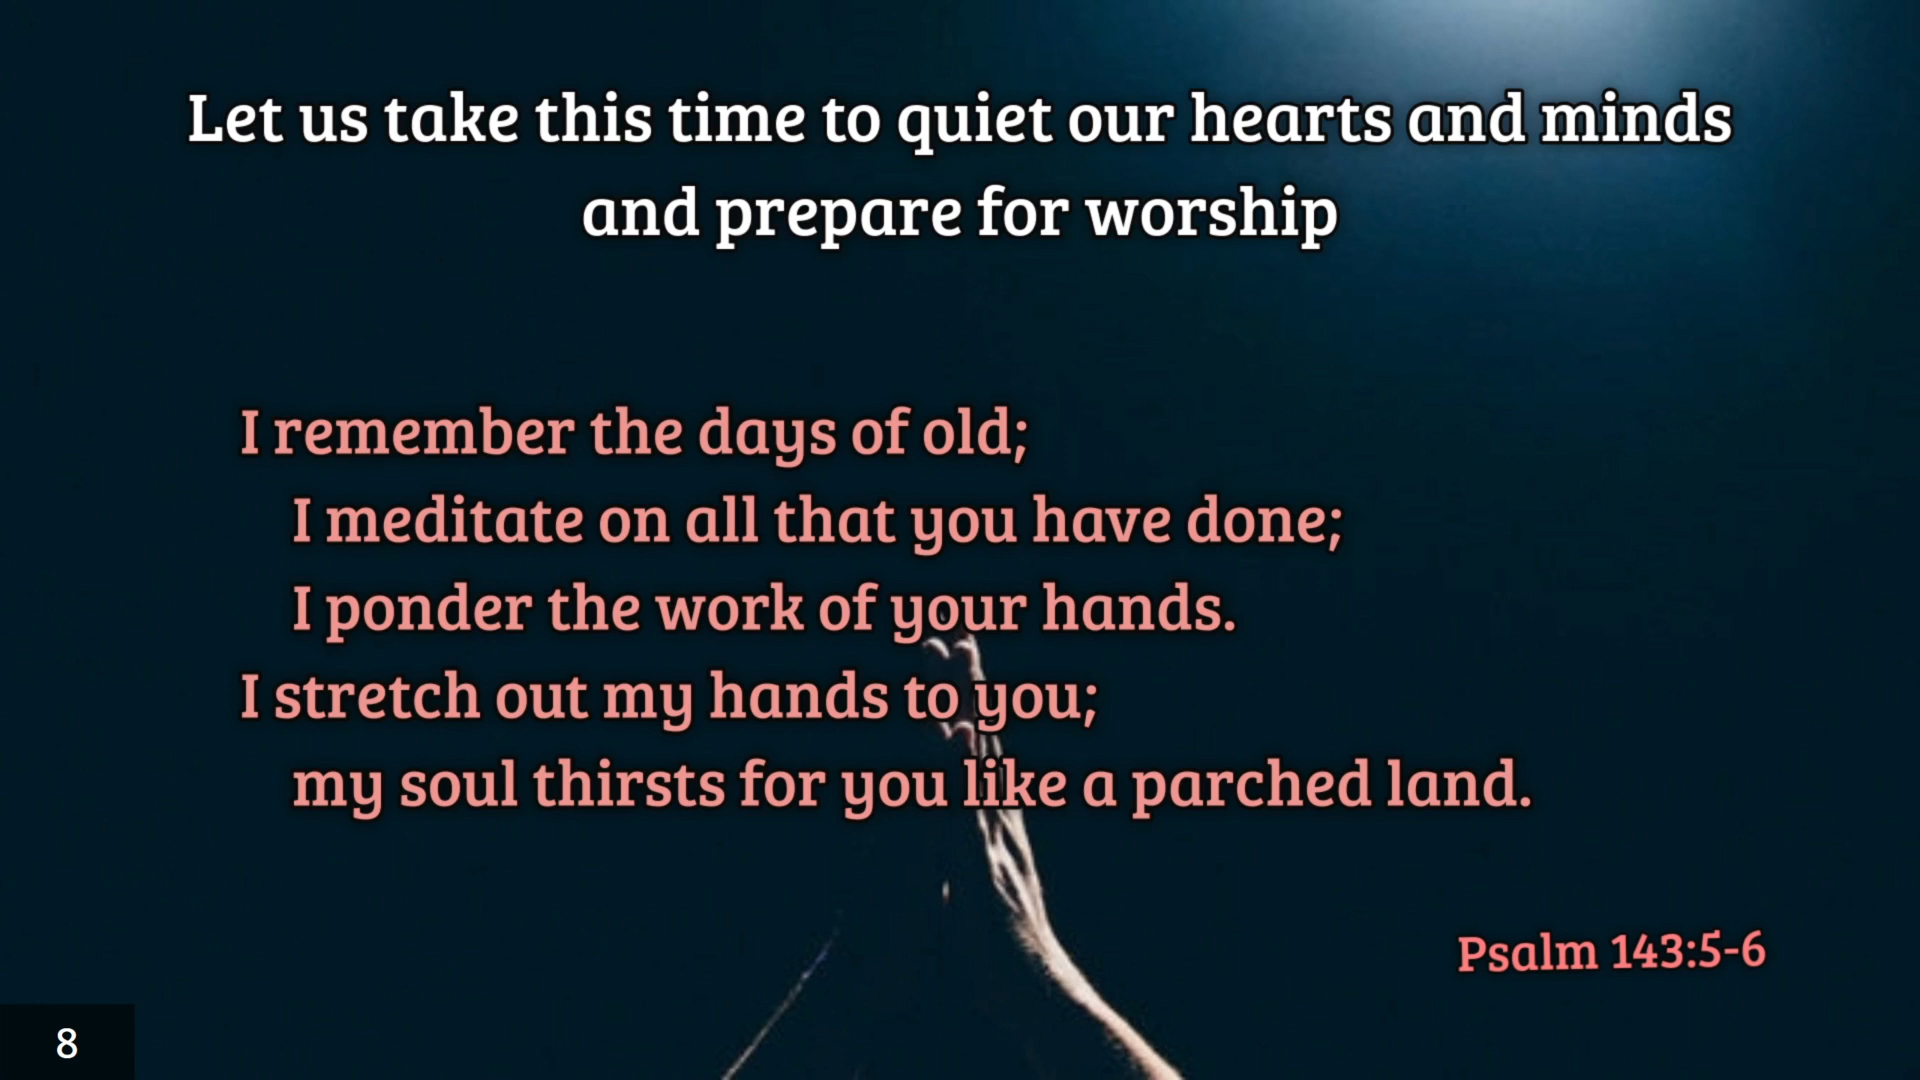 Let us take this time to quiet our hearts and minds
and prepare for worship
I remember the days of old;
I meditate on all that you have done;
I ponder the work of your hands.
I stretch out my hands to you;
my soul thirsts for you like a parched land.
Psalm 143:5-6
8